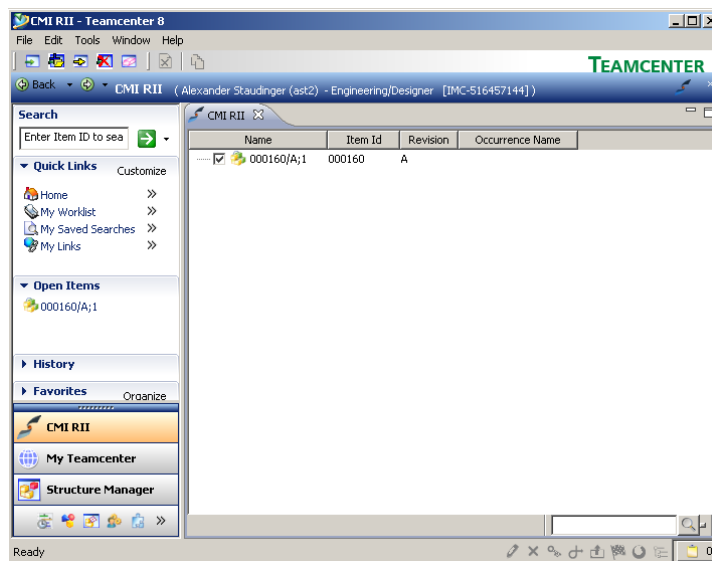 CMI RII - Teamcenter 8
File Edit Tools Window Help
TEAMCENTER
Back CMI RII ( Alexander Staudinger (ast2) - Engineering/Designer [IMC-516457144] )
Search
Enter Item ID to sea
Quick Links Customize
Home
My Worklist
My Saved Searches
My Links
Open Items
000160/A;1
History
Favorites Organize
CMI RII
My Teamcenter
Structure Manager
CMI RII
Name Item Id Revision Occurrence Name
000160/A;1 000160 A
Ready
0